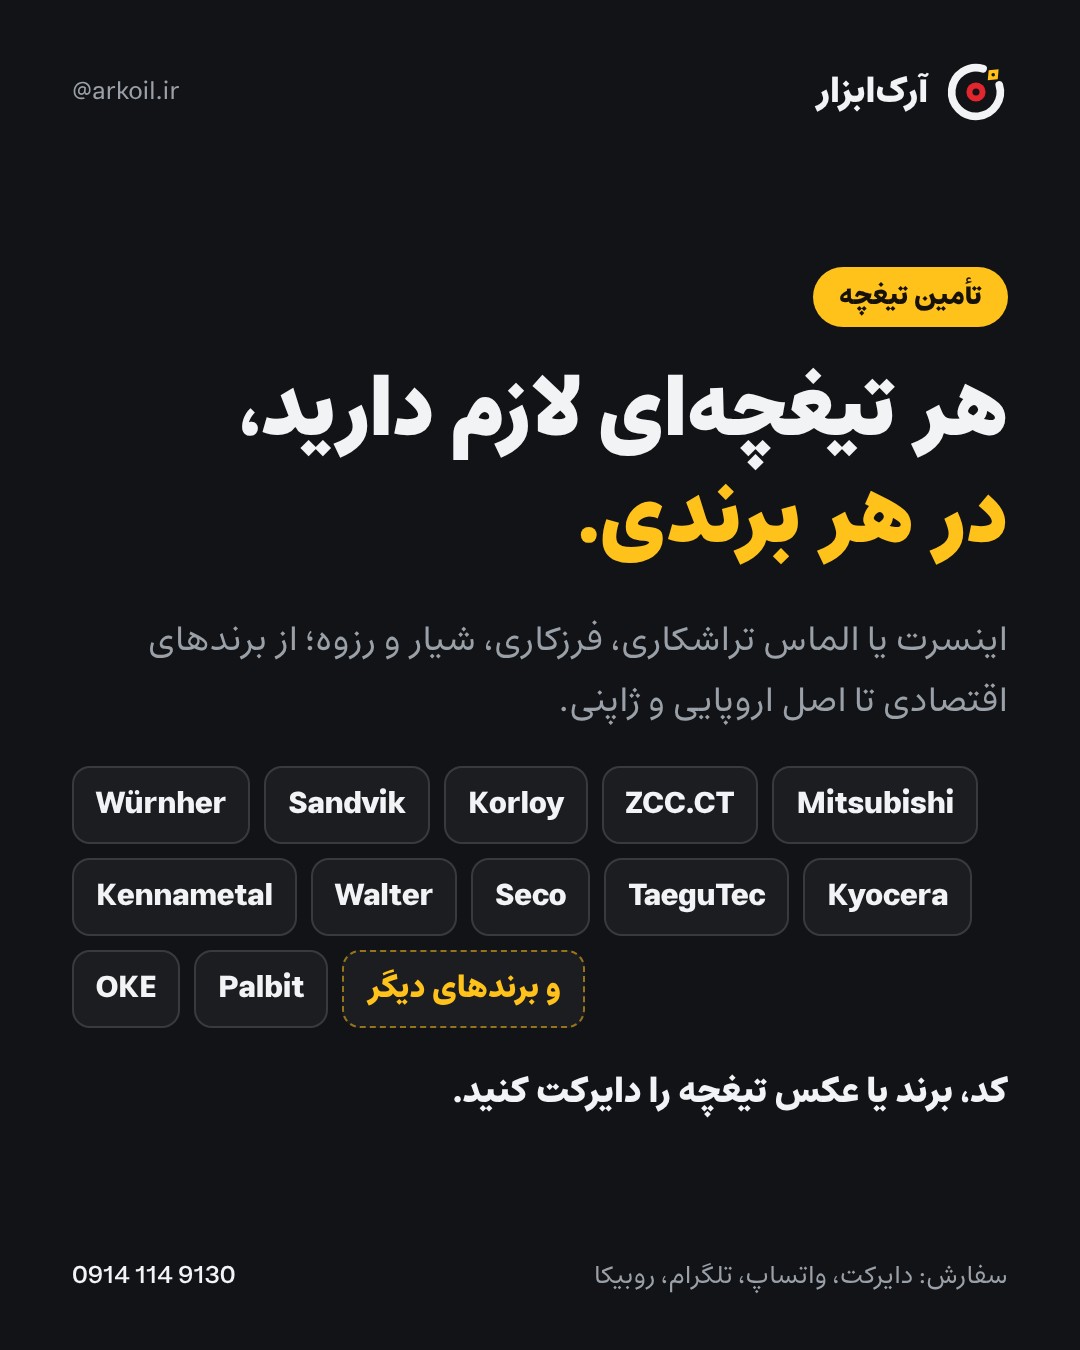 آرک‌ابزار
@arkoil.ir
تأمین تیغچه
هر تیغچه‌ای لازم دارید،
در هر برندی.
اینسرت یا الماس تراشکاری، فرزکاری، شیار و رزوه؛ از برندهای
اقتصادی تا اصل اروپایی و ژاپنی.
Würnher Sandvik Korloy ZCC.CT Mitsubishi
Kennametal Walter Seco TaeguTec Kyocera
OKE Palbit و برندهای دیگر
کد، برند یا عکس تیغچه را دایرکت کنید.
سفارش: دایرکت، واتساپ، تلگرام، روبیکا
0914 114 9130